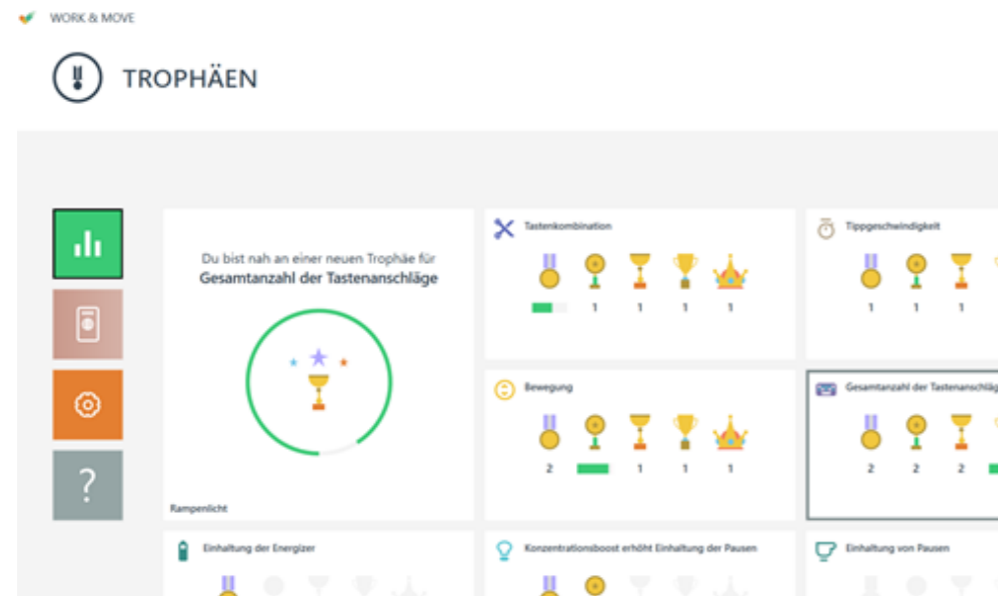 WORK & MOVE
TROPHÄEN
Du bist nah an einer neuen Trophäe für
Gesamtanzahl der Tastenanschläge
Rampenlicht
Tastenkombination
1 1 1 1
Tippgeschwindigkeit
1 1 1
Bewegung
2 1 1 1
Gesamtanzahl der Tastenanschläg
2 2 2
?
Einhaltung der Energizer
Konzentrationsboost erhöht Einhaltung der Pausen
Einhaltung von Pausen